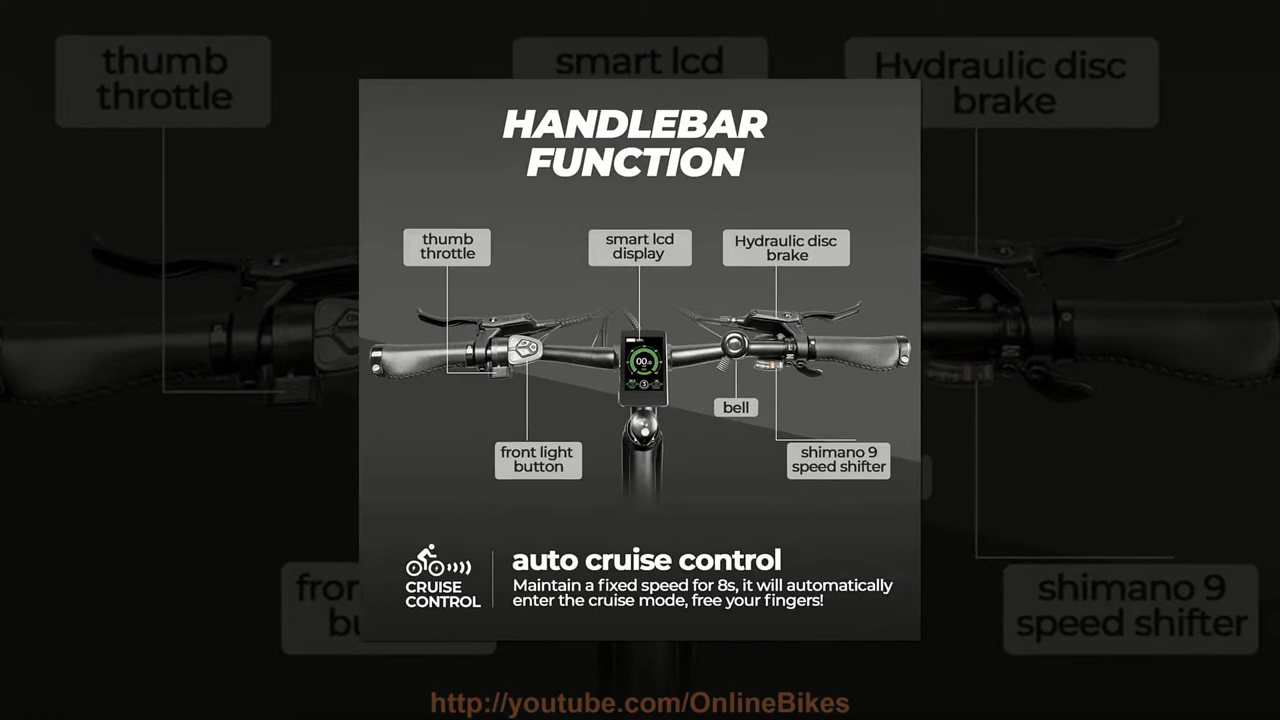 thumb
throttle
smart lcd
Hydraulic disc
brake
HANDLEBAR
FUNCTION
thumb
throttle
smart lcd
display
Hydraulic disc
brake
00.0
bell
front light
button
shimano 9
speed shifter
auto cruise control
CRUISE
CONTROL
Maintain a fixed speed for 8s, it will automatically
enter the cruise mode, free your fingers!
shimano 9
speed shifter
http://youtube.com/OnlineBikes